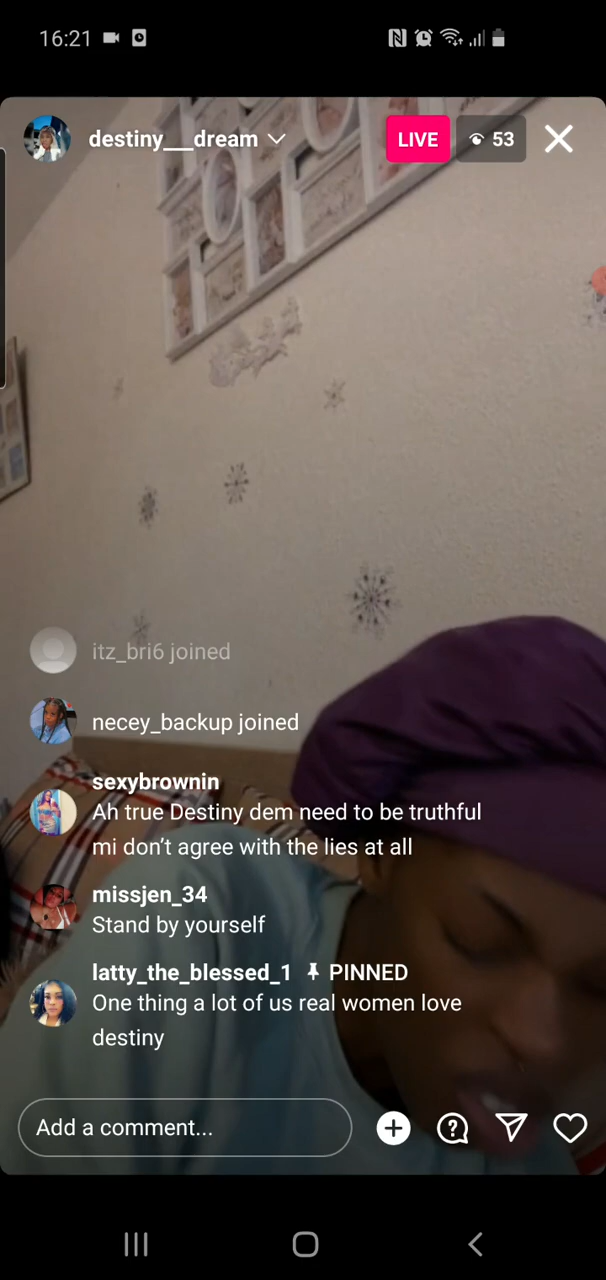 16:21
destiny___dream LIVE 53
itz_bri6 joined
necey_backup joined
sexybrownin
Ah true Destiny dem need to be truthful
mi don't agree with the lies at all
missjen_34
Stand by yourself
latty_the_blessed_1 PINNED
One thing a lot of us real women love
destiny
Add a comment...